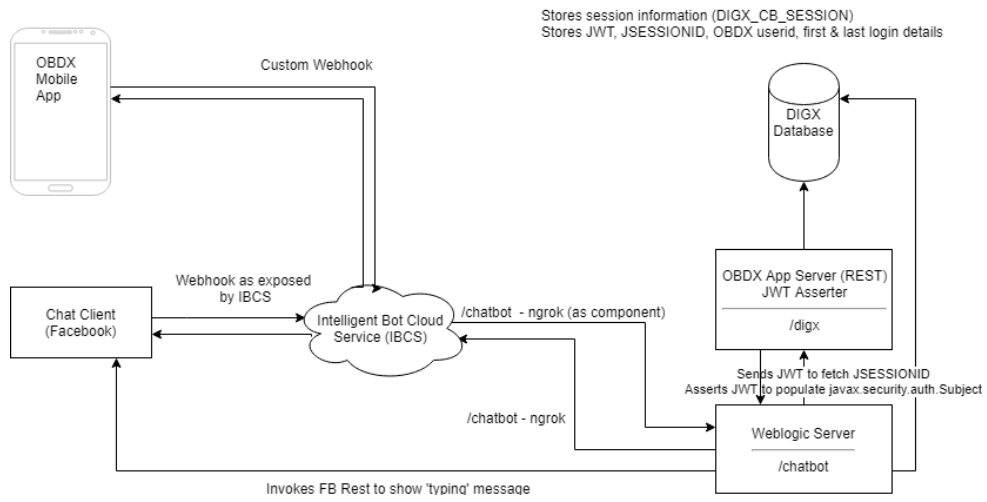 Stores session information (DIGX_CB_SESSION)
Stores JWT, JSESSIONID, OBDX userid, first & last login details
OBDX
Mobile
App
Custom Webhook
DIGX
Database
Webhook as exposed
by IBCS
Chat Client
(Facebook)
Intelligent Bot Cloud
Service (IBCS)
/chatbot - ngrok (as component)
OBDX App Server (REST)
JWT Asserter
/digx
Sends JWT to fetch JSESSIONID
Asserts JWT to populate javax.security.auth.Subject
/chatbot - ngrok
Weblogic Server
/chatbot
Invokes FB Rest to show 'typing' message